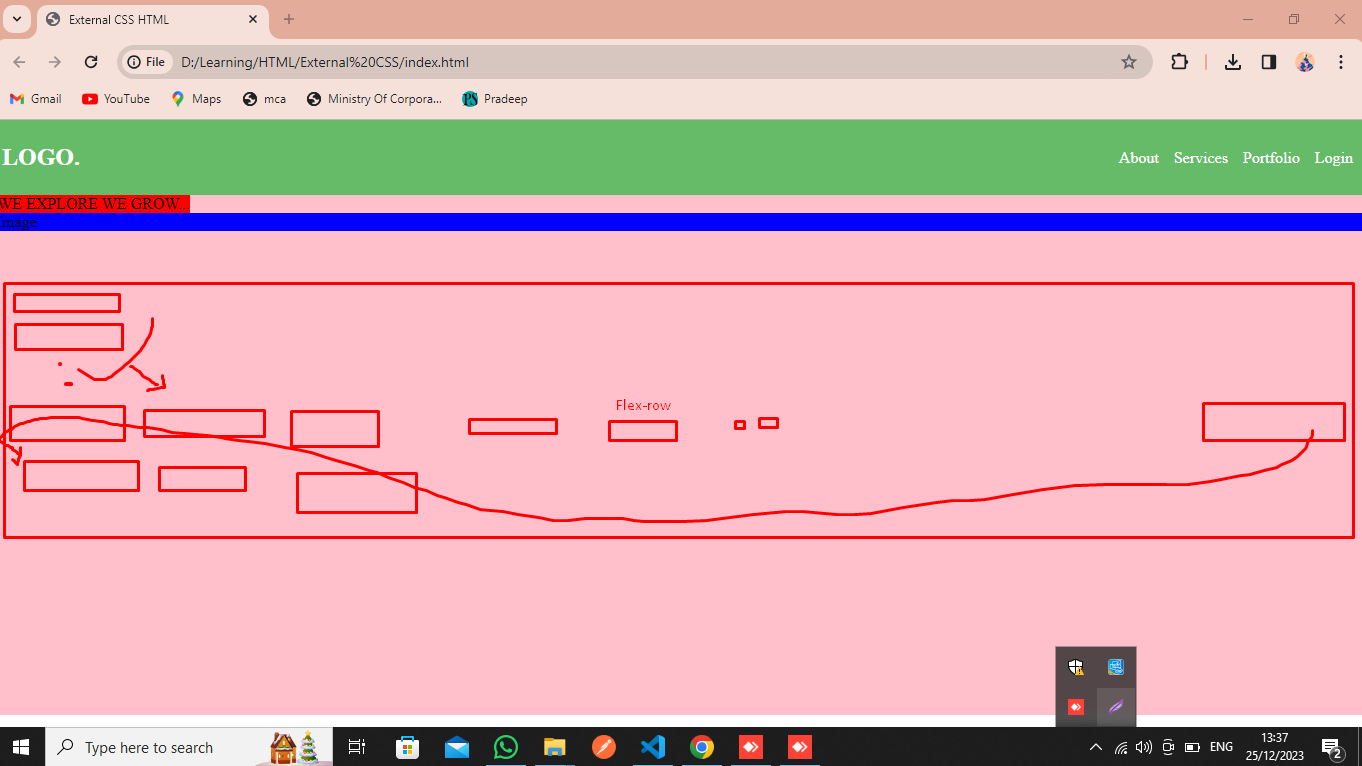 External CSS HTML
File
D:/Learning/HTML/External%20CSS/index.html
Gmail
YouTube
Maps
mca
Ministry Of Corpora...
Pradeep
LOGO.
About
Services
Portfolio
Login
WE EXPLORE WE GROW...
Image
Flex-row
Type here to search
ENG
13:37
25/12/2023
2